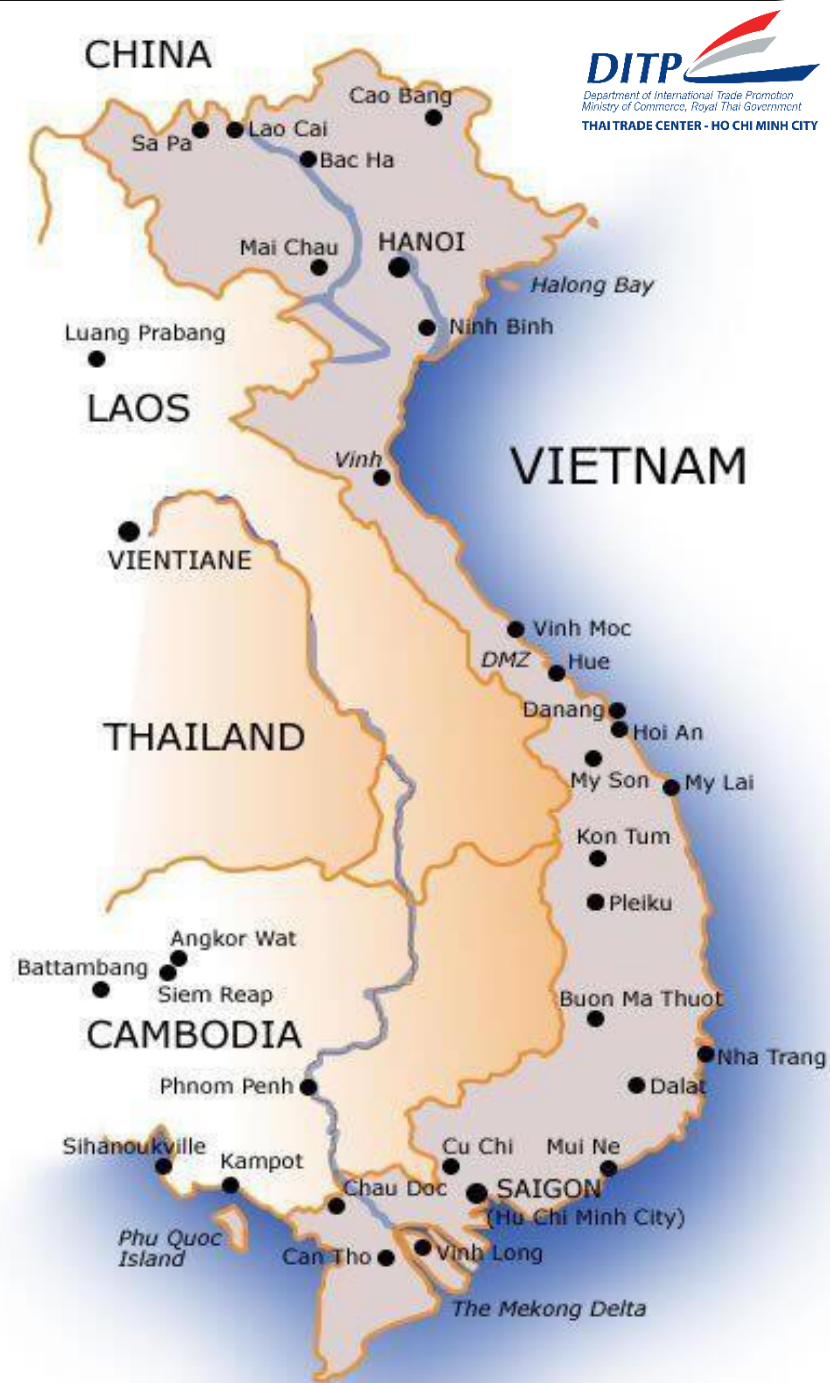 CHINA
DITP
Department of International Trade Promotion
Ministry of Commerce, Royal Thai Government
THAI TRADE CENTER - HO CHI MINH CITY
Cao Bang
Sa Pa
Lao Cai
Bac Ha
Mai Chau
HANOI
Halong Bay
Luang Prabang
Ninh Binh
LAOS
Vinh
VIETNAM
VIENTIANE
Vinh Moc
DMZ
Hue
Danang
Hoi An
THAILAND
My Son
My Lai
Kon Tum
Pleiku
Angkor Wat
Battambang
Siem Reap
Buon Ma Thuot
CAMBODIA
Nha Trang
Phnom Penh
Dalat
Sihanoukville
Kampot
Cu Chi
Mui Ne
Chau Doc
SAIGON
(Hu Chi Minh City)
Phu Quoc
Island
Can Tho
Vinh Long
The Mekong Delta